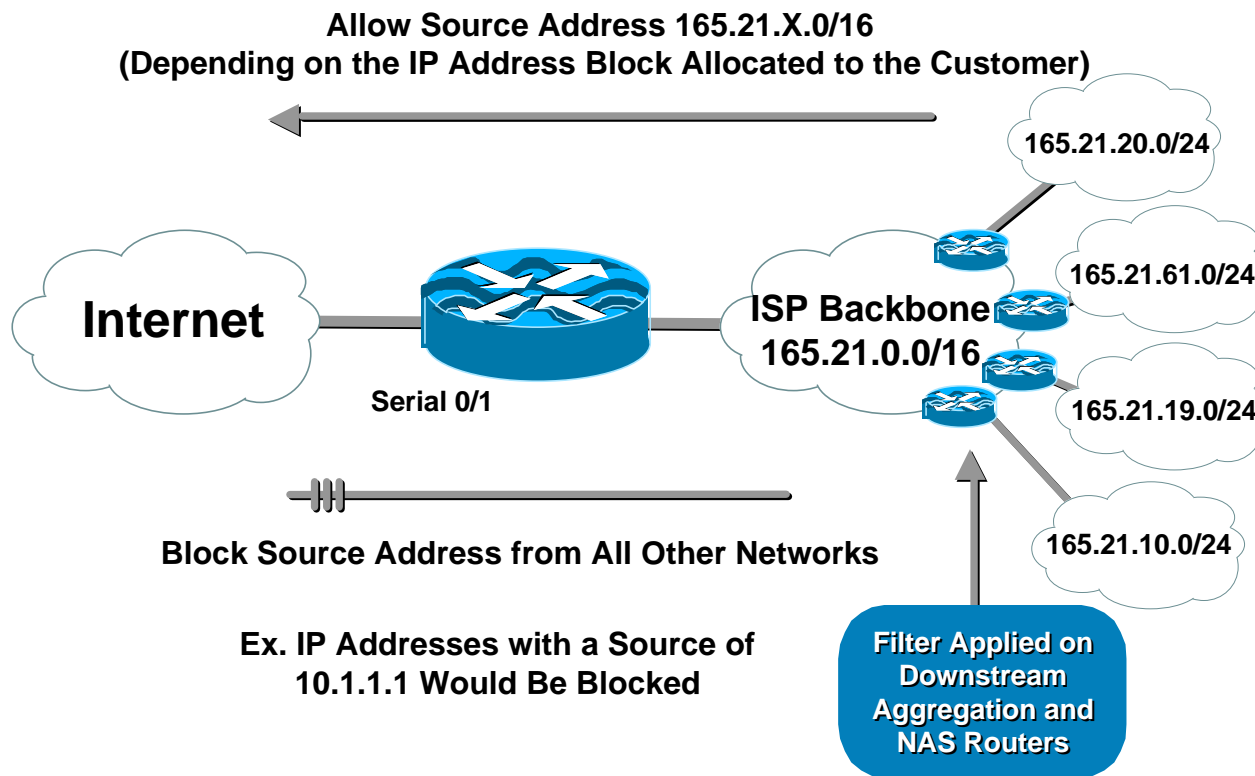 Allow Source Address 165.21.X.0/16
(Depending on the IP Address Block Allocated to the Customer)
165.21.20.0/24
165.21.61.0/24
Internet
ISP Backbone
165.21.0.0/16
Serial 0/1
165.21.19.0/24
165.21.10.0/24
Block Source Address from All Other Networks
Ex. IP Addresses with a Source of
10.1.1.1 Would Be Blocked
Filter Applied on
Downstream
Aggregation and
NAS Routers